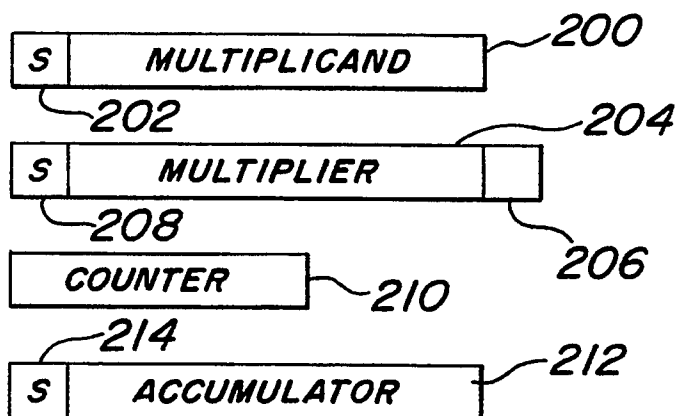 S MULTIPLICAND 200
202
204
S MULTIPLIER
208
206
COUNTER 210
214
S ACCUMULATOR 212